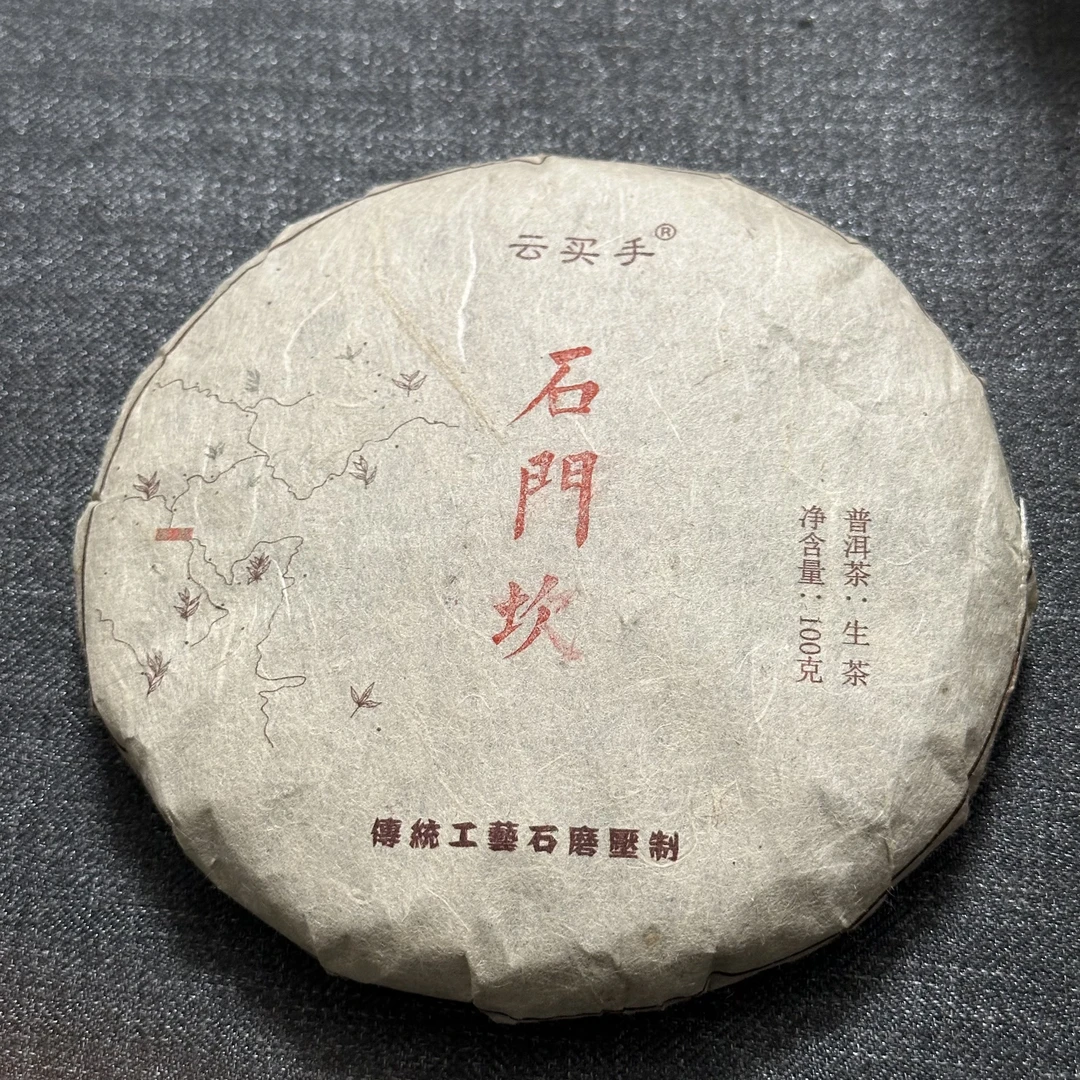 云买手®
石門坎
普洱茶：生茶
净含量：100克
傳統工藝石磨壓制